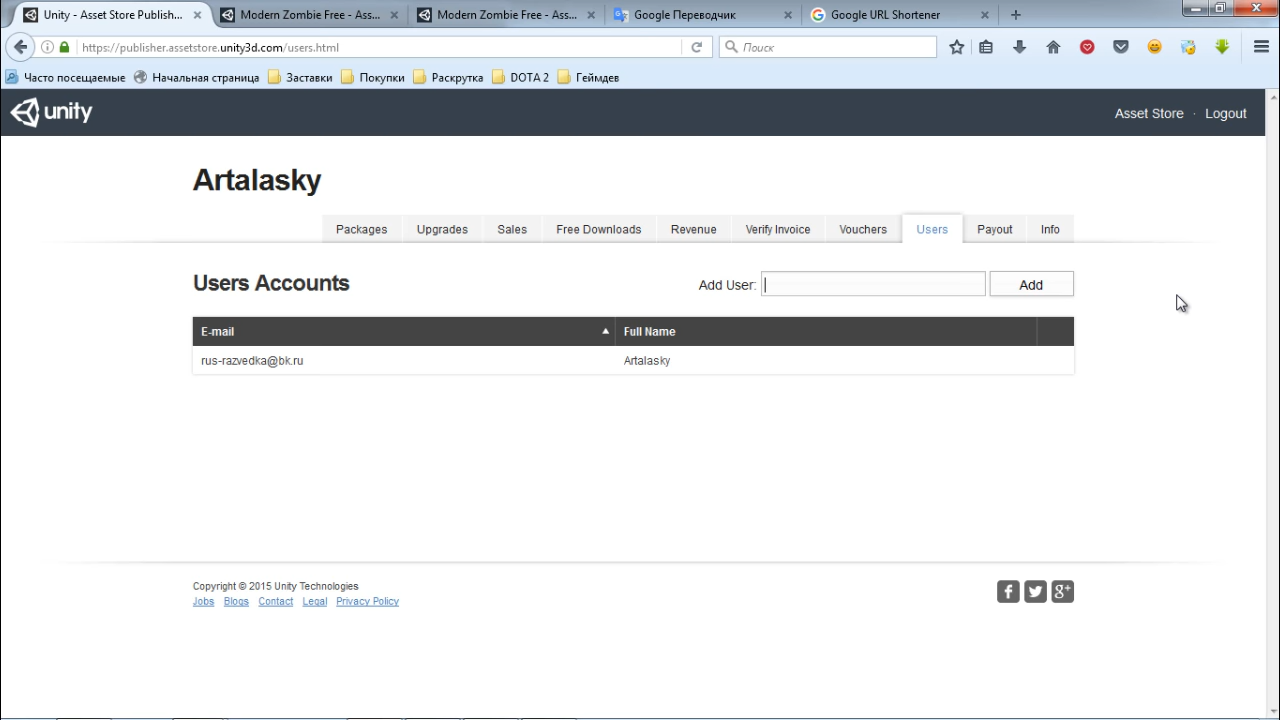 Unity - Asset Store Publish...
Modern Zombie Free - Ass...
Modern Zombie Free - Ass...
Google Переводчик
Google URL Shortener
https://publisher.assetstore.unity3d.com/users.html
Поиск
Часто посещаемые
Начальная страница
Заставки
Покупки
Раскрутка
DOTA 2
Геймдев
unity
Asset Store · Logout
Artalasky
Packages
Upgrades
Sales
Free Downloads
Revenue
Verify Invoice
Vouchers
Users
Payout
Info
Users Accounts
Add User:
Add
E-mail
Full Name
rus-razvedka@bk.ru
Artalasky
Copyright © 2015 Unity Technologies
Jobs Blogs Contact Legal Privacy Policy